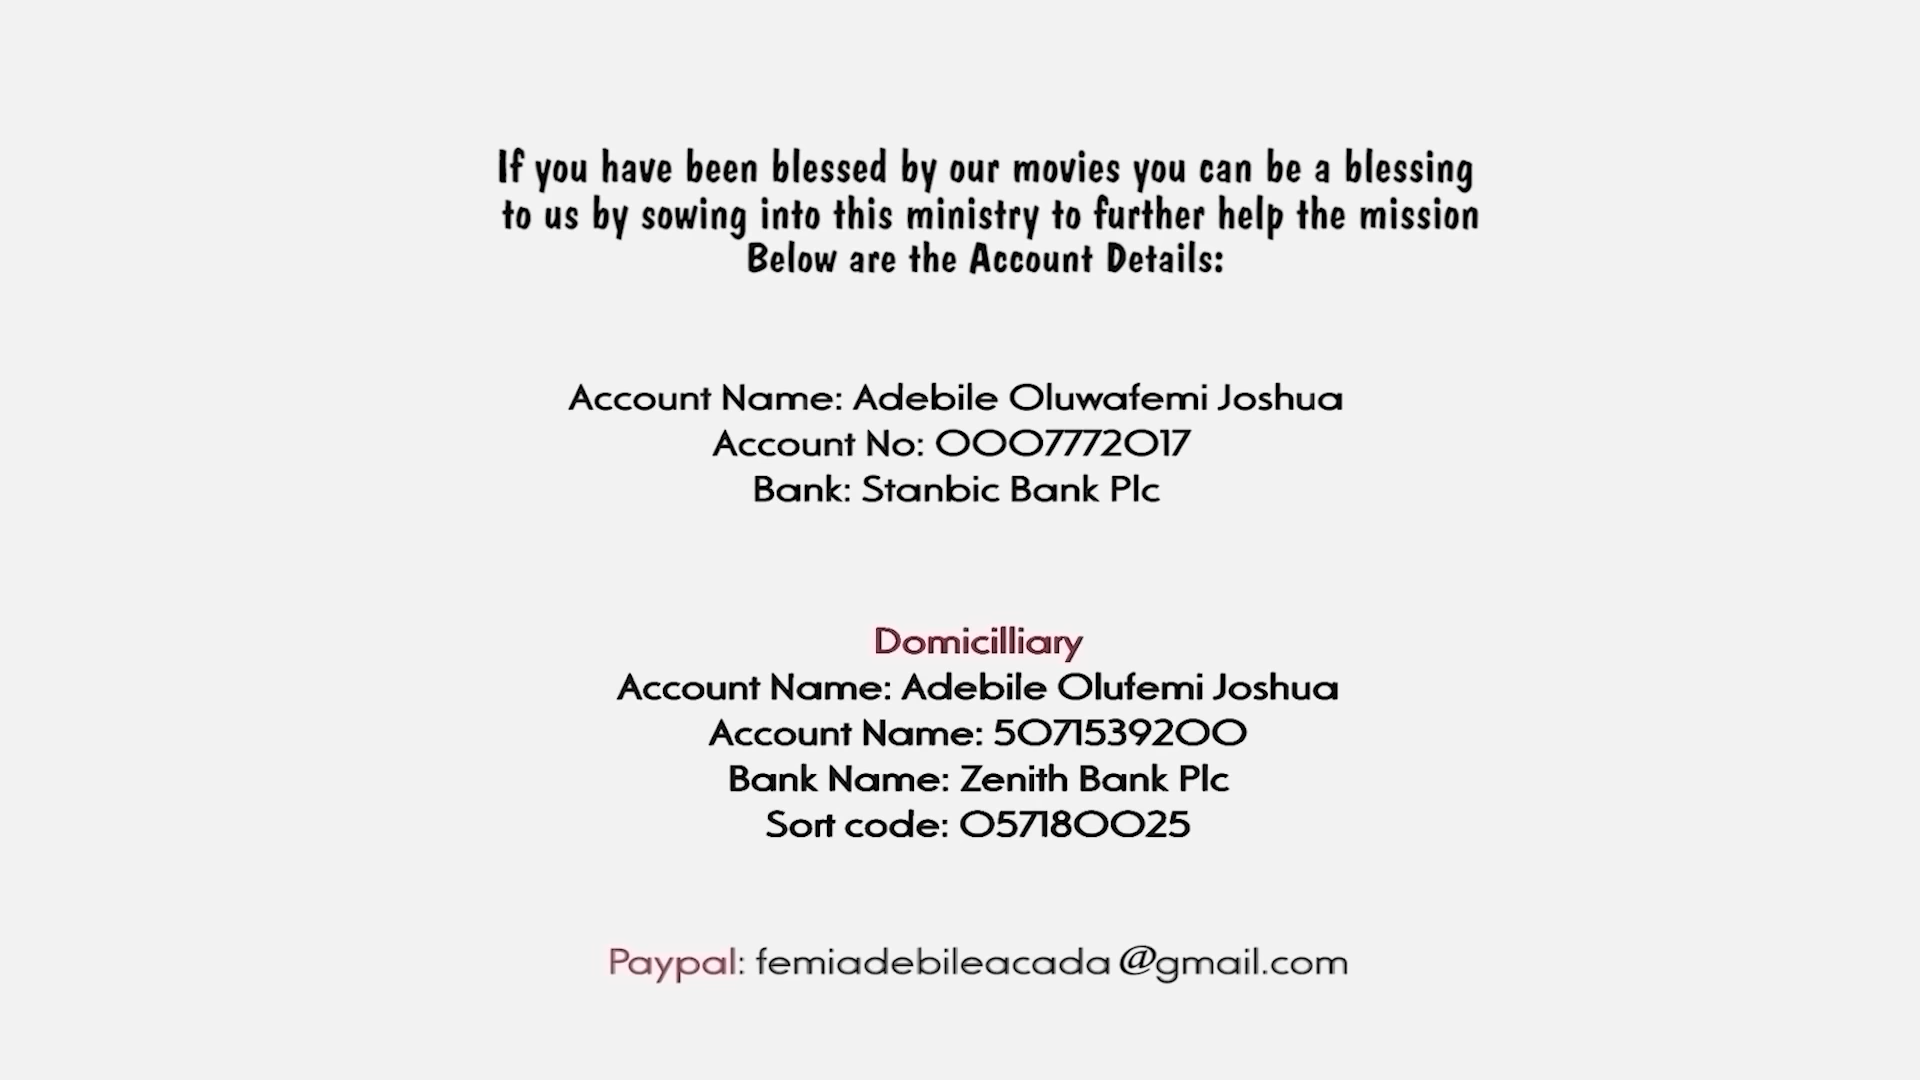 If you have been blessed by our movies you can be a blessing
to us by sowing into this ministry to further help the mission
Below are the Account Details:
Account Name: Adebile Oluwafemi Joshua
Account No: 0007772017
Bank: Stanbic Bank Plc
Domicilliary
Account Name: Adebile Olufemi Joshua
Account Name: 5071539200
Bank Name: Zenith Bank Plc
Sort code: 057180025
Paypal: femiadebileacada@gmail.com